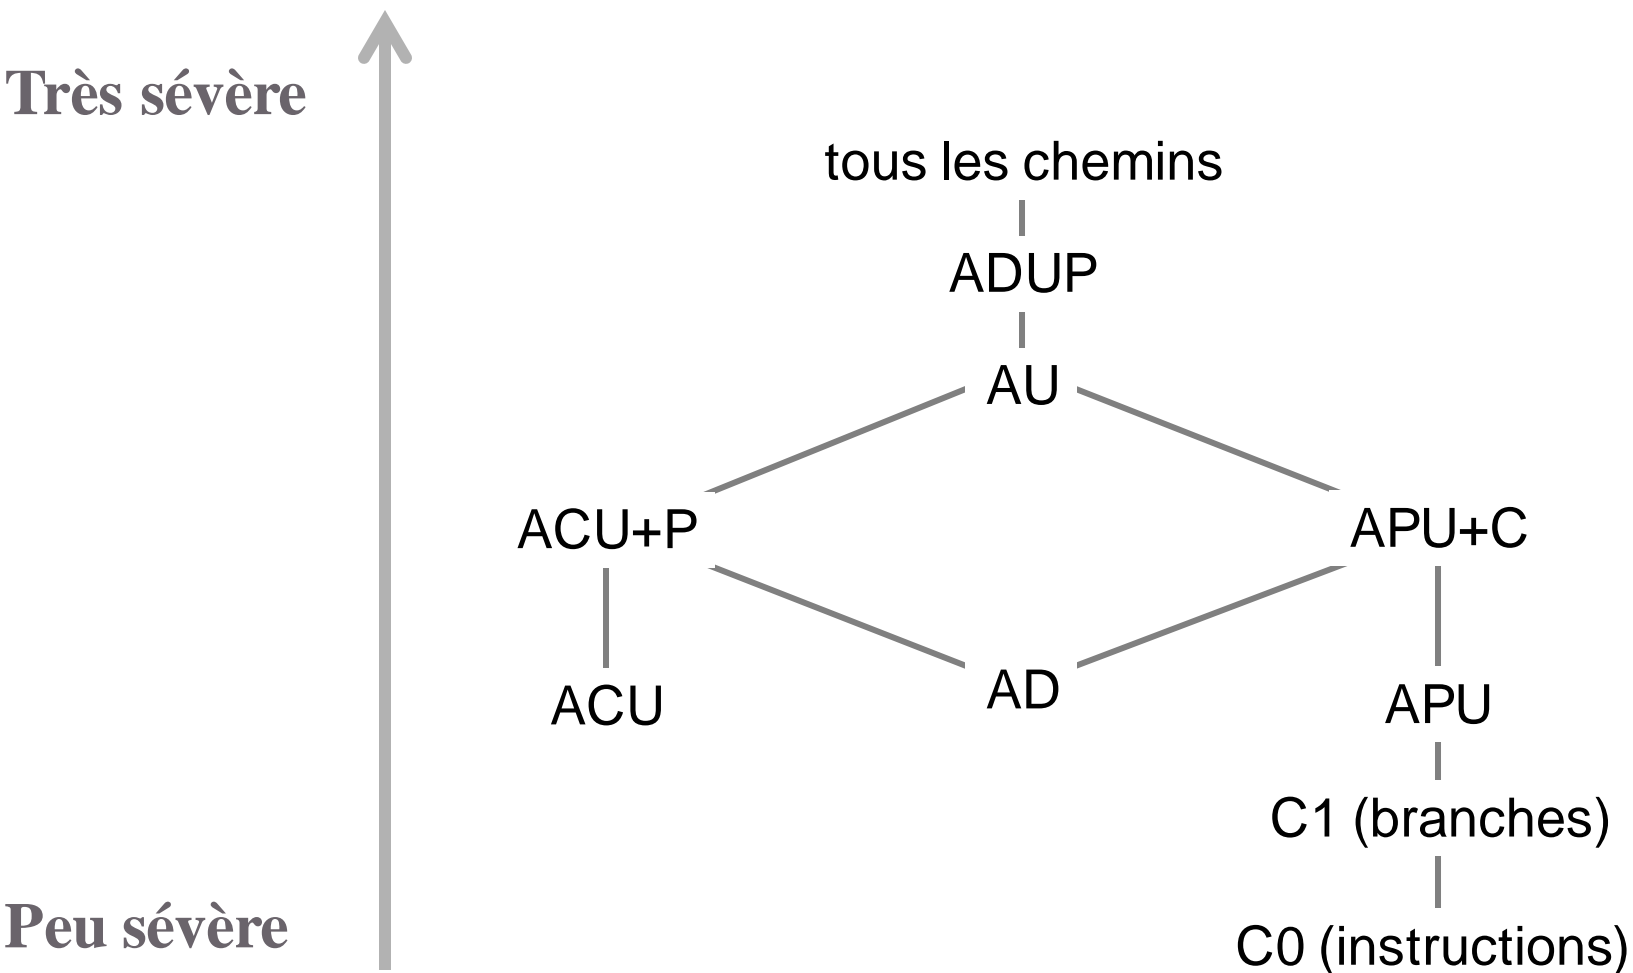 Très sévère
tous les chemins
ADUP
AU
ACU+P
APU+C
ACU
AD
APU
C1 (branches)
Peu sévère
C0 (instructions)